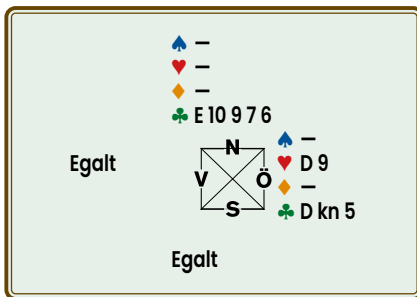 ♠ –
♥ –
♦ –
♣ E 10 9 7 6
Egalt
N
V Ö
S
♠ –
♥ D 9
♦ –
♣ D kn 5
Egalt